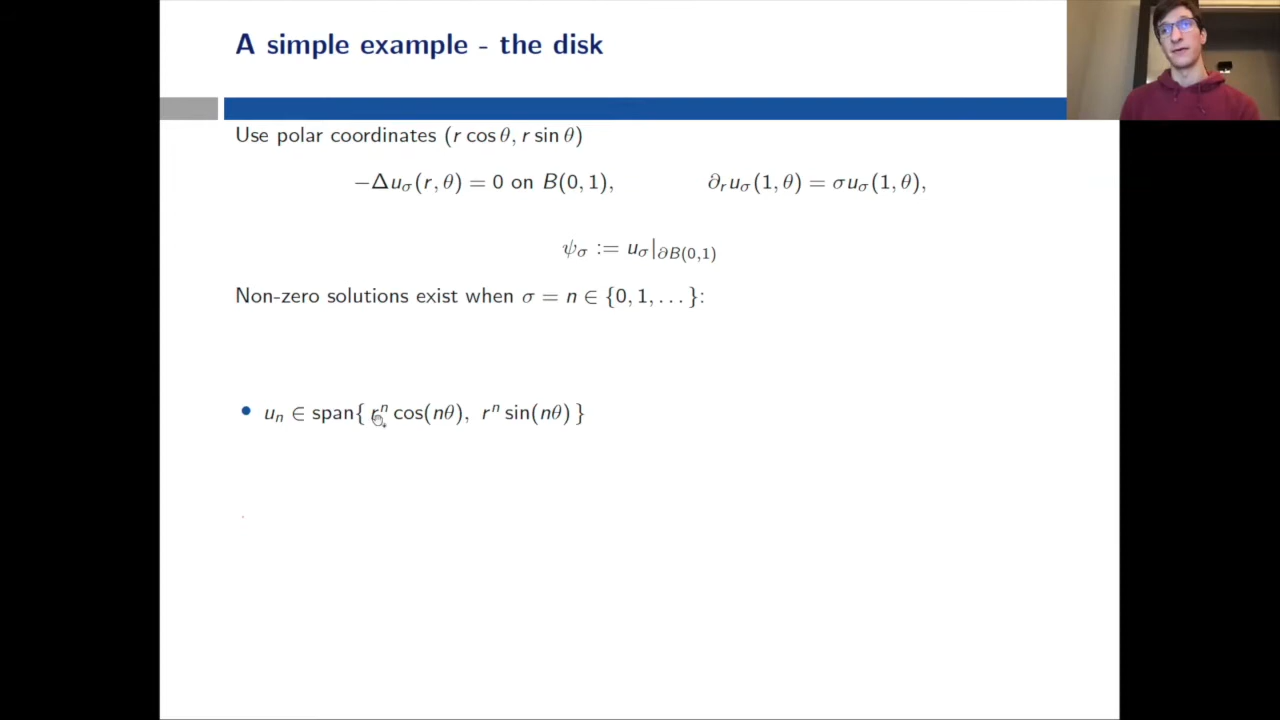 A simple example - the disk
Use polar coordinates (r cos θ, r sin θ)
−Δu_σ(r, θ) = 0 on B(0, 1), ∂_r u_σ(1, θ) = σu_σ(1, θ),
ψ_σ := u_σ|_∂B(0,1)
Non-zero solutions exist when σ = n ∈ {0, 1, . . . }:
• u_n ∈ span{ r^n cos(nθ), r^n sin(nθ) }